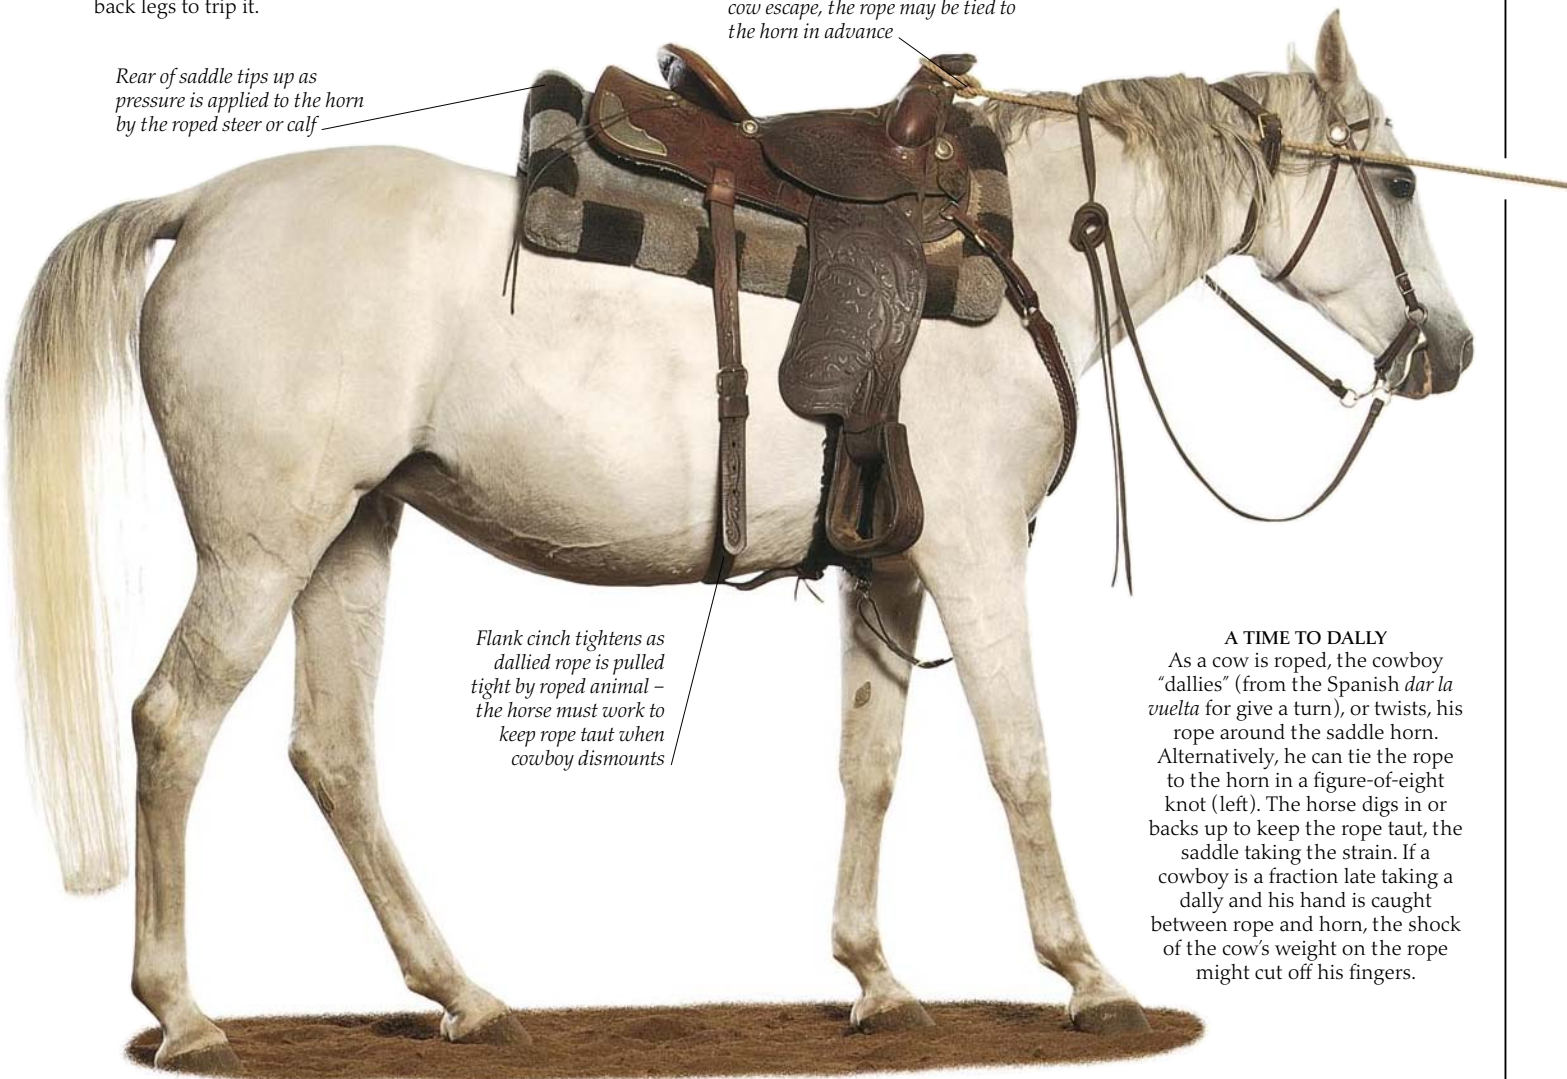 back legs to trip it.
cow escape, the rope may be tied to
the horn in advance
Rear of saddle tips up as
pressure is applied to the horn
by the roped steer or calf
Flank cinch tightens as
dallied rope is pulled
tight by roped animal –
the horse must work to
keep rope taut when
cowboy dismounts
A TIME TO DALLY
As a cow is roped, the cowboy
“dallies” (from the Spanish dar la
vuelta for give a turn), or twists, his
rope around the saddle horn.
Alternatively, he can tie the rope
to the horn in a figure-of-eight
knot (left). The horse digs in or
backs up to keep the rope taut, the
saddle taking the strain. If a
cowboy is a fraction late taking a
dally and his hand is caught
between rope and horn, the shock
of the cow’s weight on the rope
might cut off his fingers.